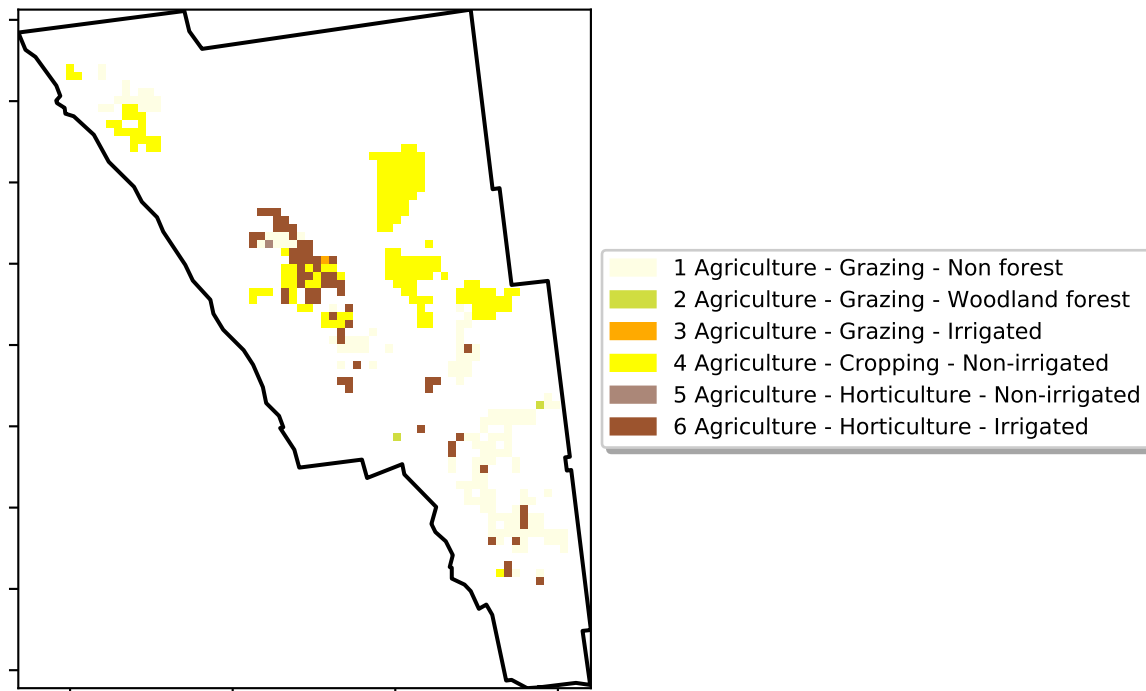 1 Agriculture - Grazing - Non forest
2 Agriculture - Grazing - Woodland forest
3 Agriculture - Grazing - Irrigated
4 Agriculture - Cropping - Non-irrigated
5 Agriculture - Horticulture - Non-irrigated
6 Agriculture - Horticulture - Irrigated